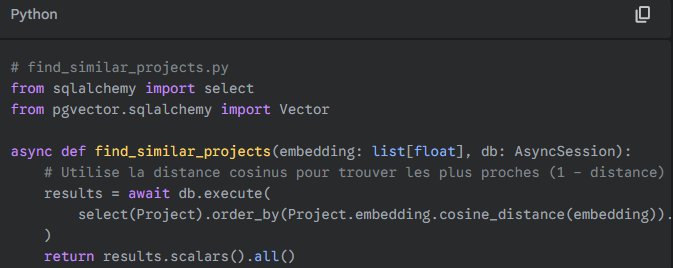 Python
# find_similar_projects.py
from sqlalchemy import select
from pgvector.sqlalchemy import Vector
async def find_similar_projects(embedding: list[float], db: AsyncSession):
# Utilise la distance cosinus pour trouver les plus proches (1 - distance)
results = await db.execute(
select(Project).order_by(Project.embedding.cosine_distance(embedding)).
)
return results.scalars().all()